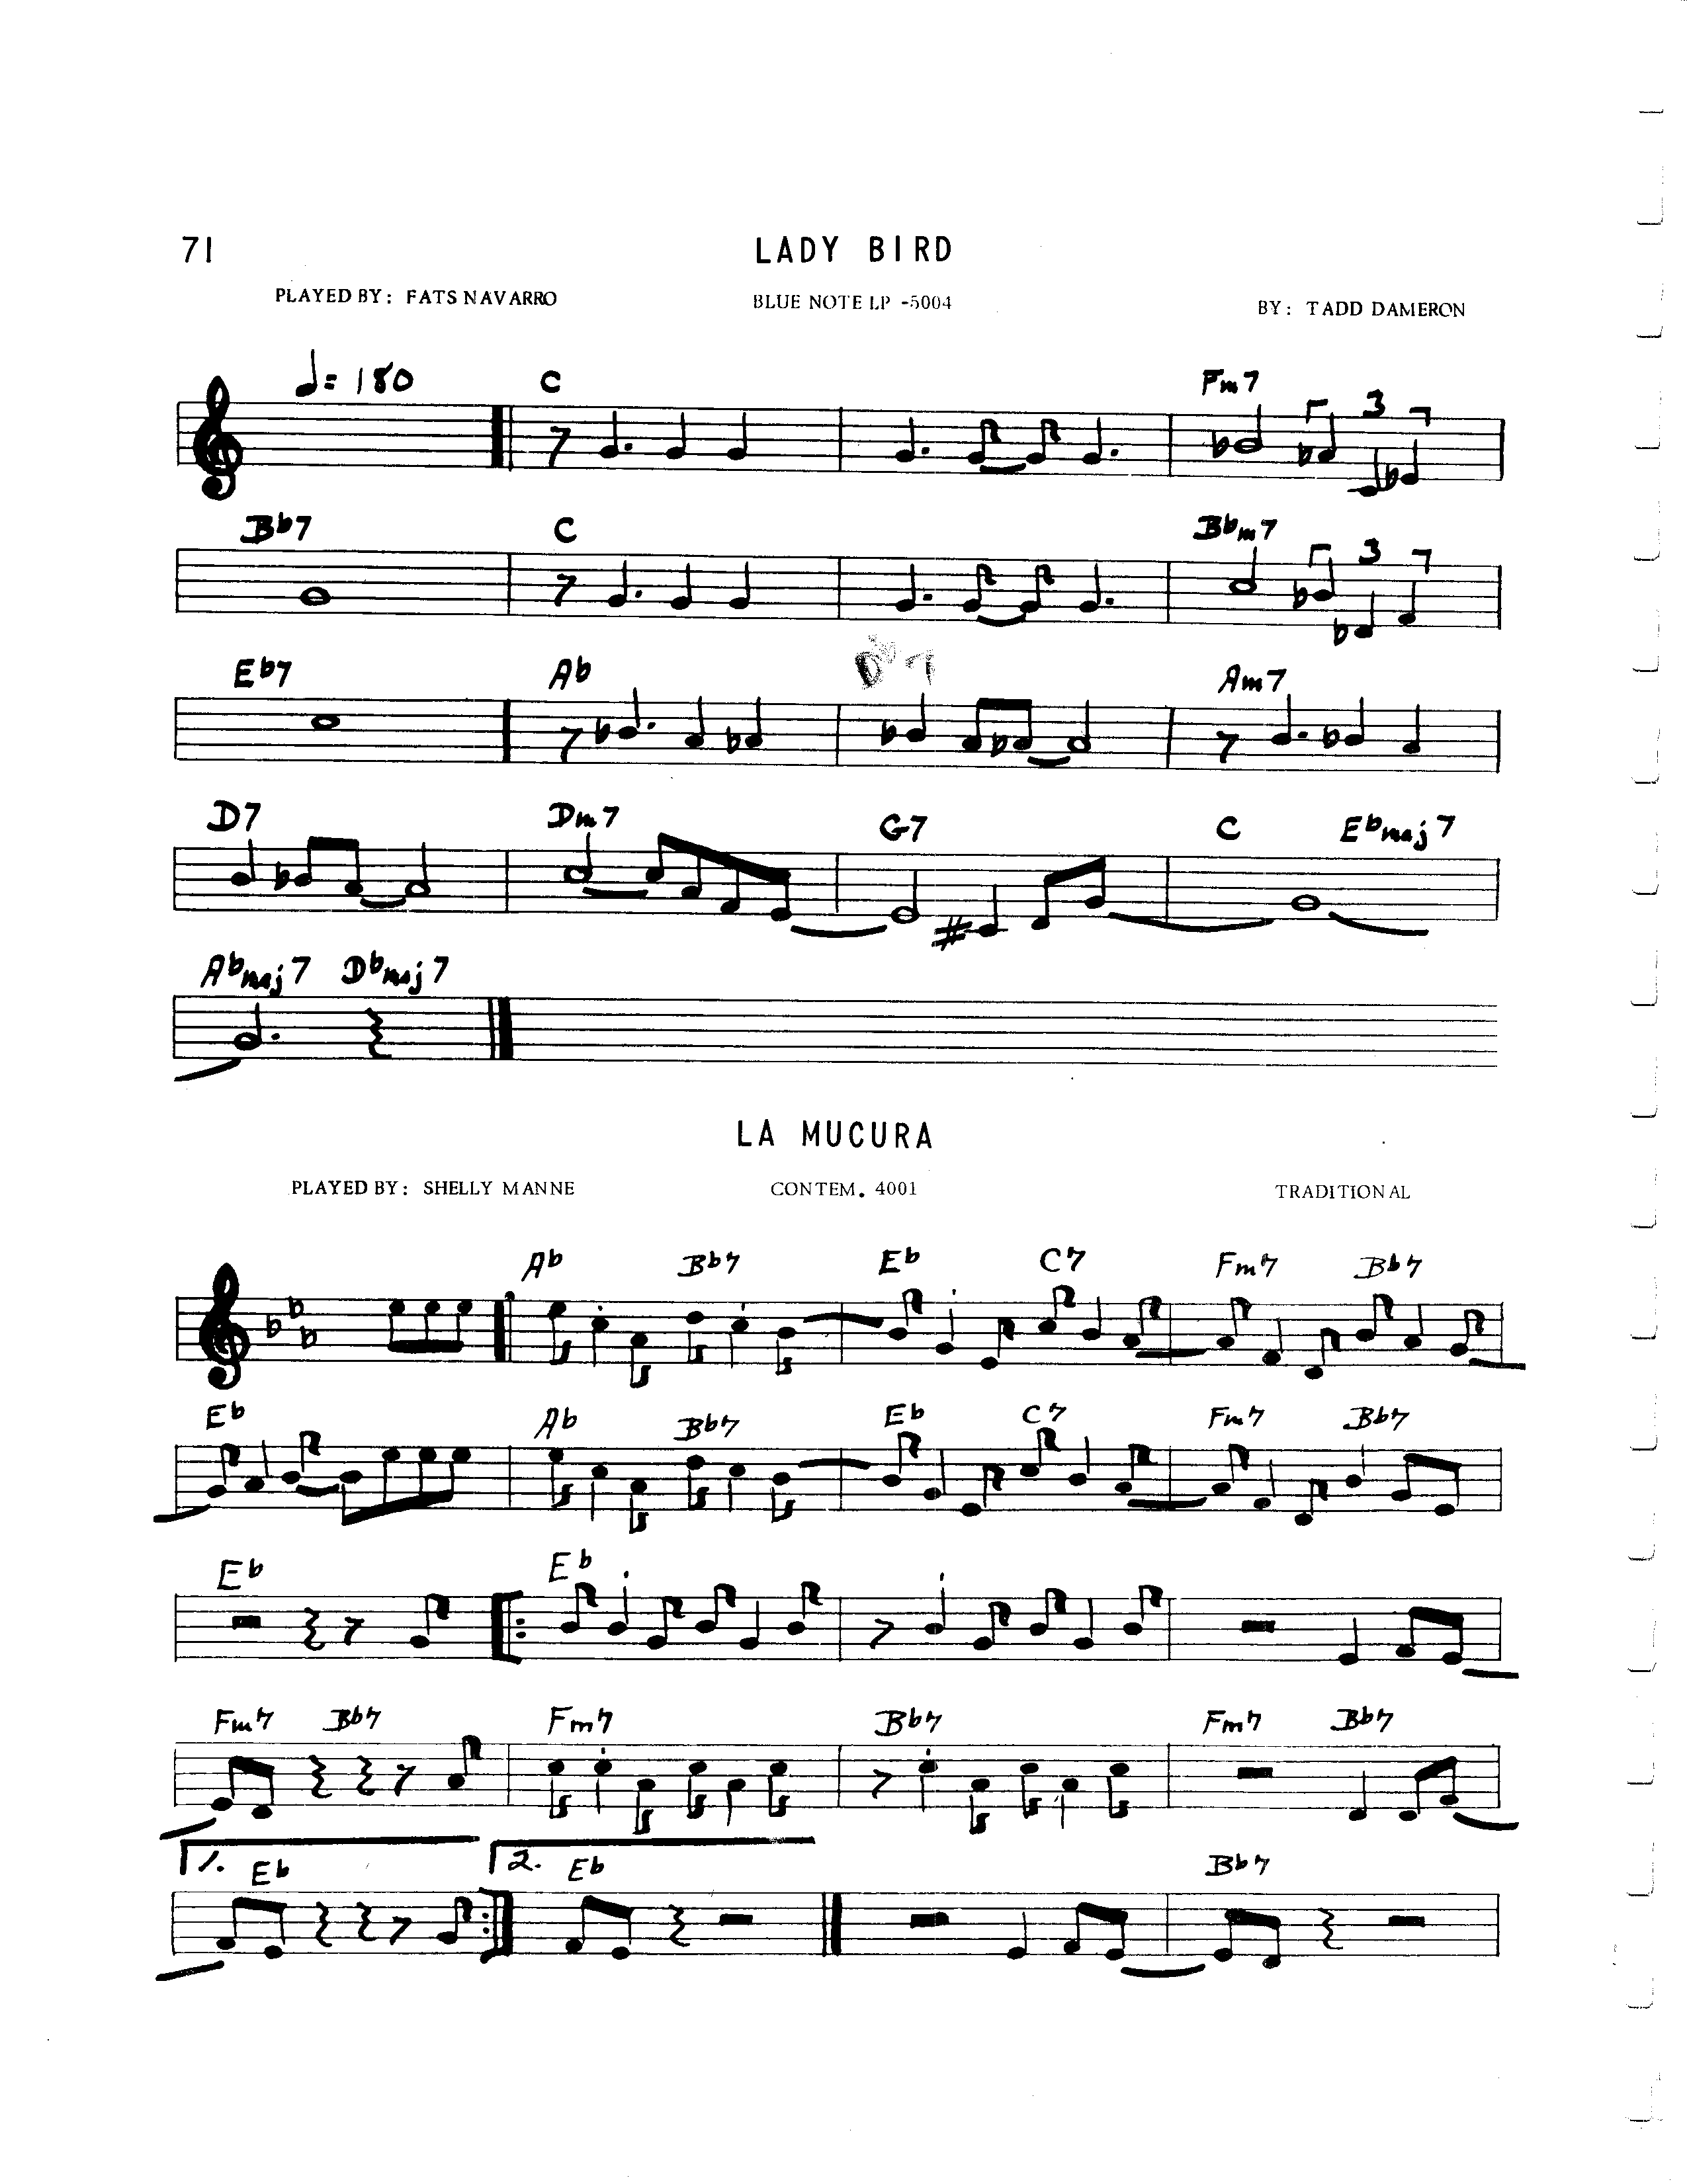 71 LADY BIRD
PLAYED BY: FATS NAVARRO BLUE NOTE LP -5004 BY: TADD DAMERON
♩= 180 C Fm7
3
Bb7 C Bbm7
3
Eb7 Ab Am7
D7 Dm7 G7 C Ebmaj7
Abmaj7 Dbmaj7
LA MUCURA
PLAYED BY: SHELLY MANNE CONTEM. 4001 TRADITIONAL
Ab Bb7 Eb C7 Fm7 Bb7
Eb Ab Bb7 Eb C7 Fm7 Bb7
Eb Eb
Fm7 Bb7 Fm7 Bb7 Fm7 Bb7
1. Eb 2. Eb Bb7